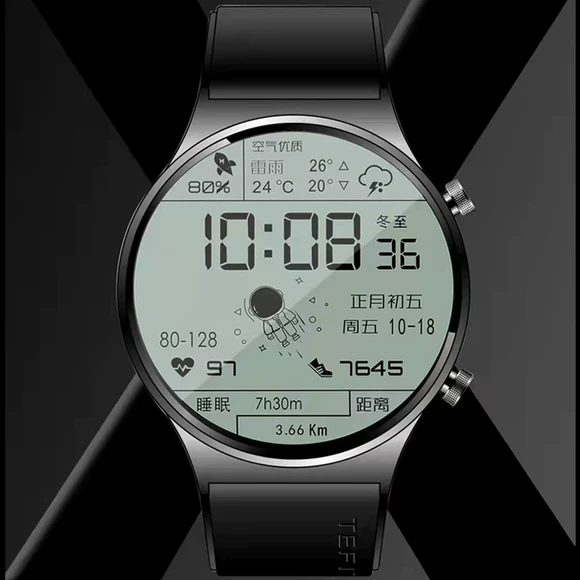 空气优质
80%
雷雨 26° 
24℃ 20° 
10:08 36
冬至
正月初五
周五 10-18
80-128
97
7645
睡眠 7h30m 距离
3.66 Km